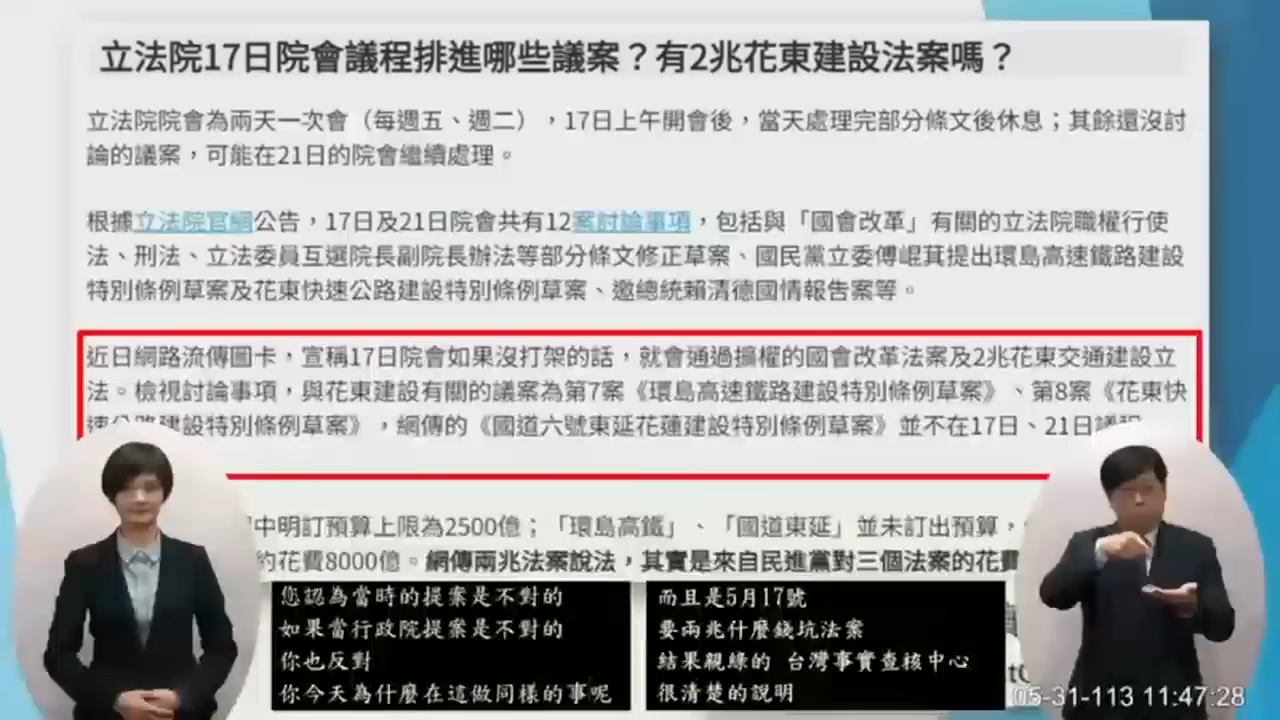 立法院17日院會議程排進哪些議案？有2兆花東建設法案嗎？
立法院院會為兩天一次會（每週五、週二），17日上午開會後，當天處理完部分條文後休息；其餘還沒討
論的議案，可能在21日的院會繼續處理。
根據立法院官網公告，17日及21日院會共有12案討論事項，包括與「國會改革」有關的立法院職權行使
法、刑法、立法委員互選院長副院長辦法等部分條文修正草案、國民黨立委傅崐萁提出環島高速鐵路建設
特別條例草案及花東快速公路建設特別條例草案、邀總統賴清德國情報告案等。
近日網路流傳圖卡，宣稱17日院會如果沒打架的話，就會通過擴權的國會改革法案及2兆花東交通建設立
法。檢視討論事項，與花東建設有關的議案為第7案《環島高速鐵路建設特別條例草案》、第8案《花東快
速公路建設特別條例草案》，網傳的《國道六號東延花蓮建設特別條例草案》並不在17日、21日議程
中明訂預算上限為2500億；「環島高鐵」、「國道東延」並未訂出預算，
約花費8000億。網傳兩兆法案說法，其實是來自民進黨對三個法案的花費
您認為當時的提案是不對的
如果當行政院提案是不對的
你也反對
你今天為什麼在這做同樣的事呢
而且是5月17號
要兩兆什麼錢坑法案
結果親綠的 台灣事實查核中心
很清楚的說明
05-31-113 11:47:28